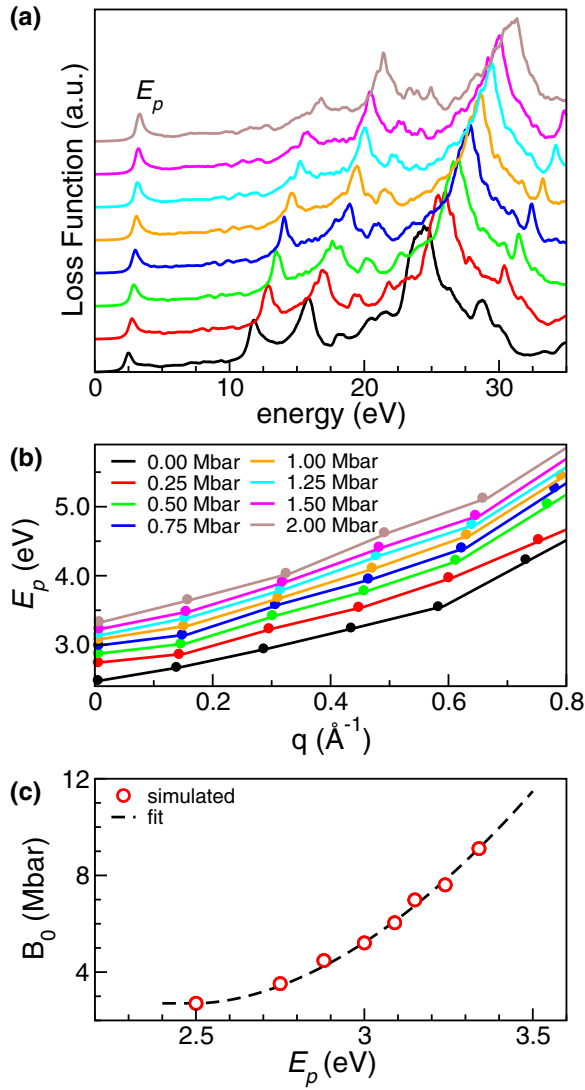 (a)
E_p
Loss Function (a.u.)
0 10 20 30
energy (eV)
(b)
0.00 Mbar 1.00 Mbar
0.25 Mbar 1.25 Mbar
0.50 Mbar 1.50 Mbar
0.75 Mbar 2.00 Mbar
5.0
4.0
3.0
E_p (eV)
0 0.2 0.4 0.6 0.8
q (Å⁻¹)
(c)
simulated
fit
12
8
4
B₀ (Mbar)
2.5 3 3.5
E_p (eV)